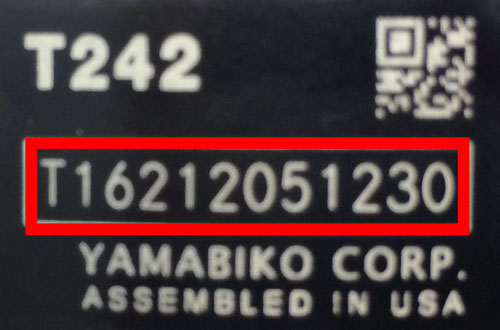 T242
T16212051230
YAMABIKO CORP.
ASSEMBLED IN USA